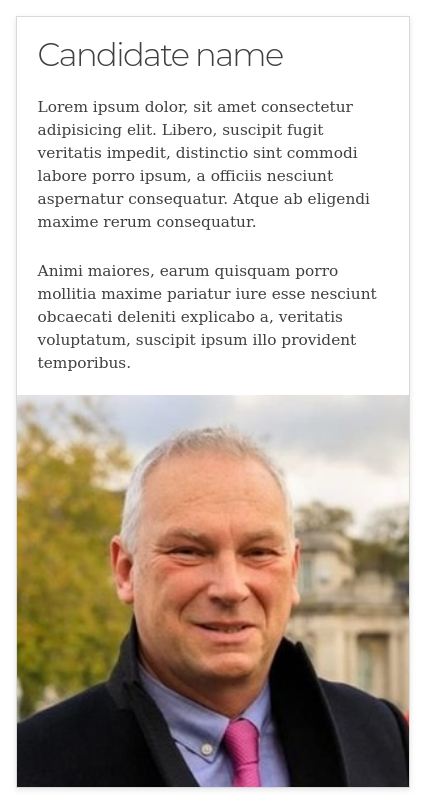 Candidate name
Lorem ipsum dolor, sit amet consectetur
adipisicing elit. Libero, suscipit fugit
veritatis impedit, distinctio sint commodi
labore porro ipsum, a officiis nesciunt
aspernatur consequatur. Atque ab eligendi
maxime rerum consequatur.
Animi maiores, earum quisquam porro
mollitia maxime pariatur iure esse nesciunt
obcaecati deleniti explicabo a, veritatis
voluptatum, suscipit ipsum illo provident
temporibus.